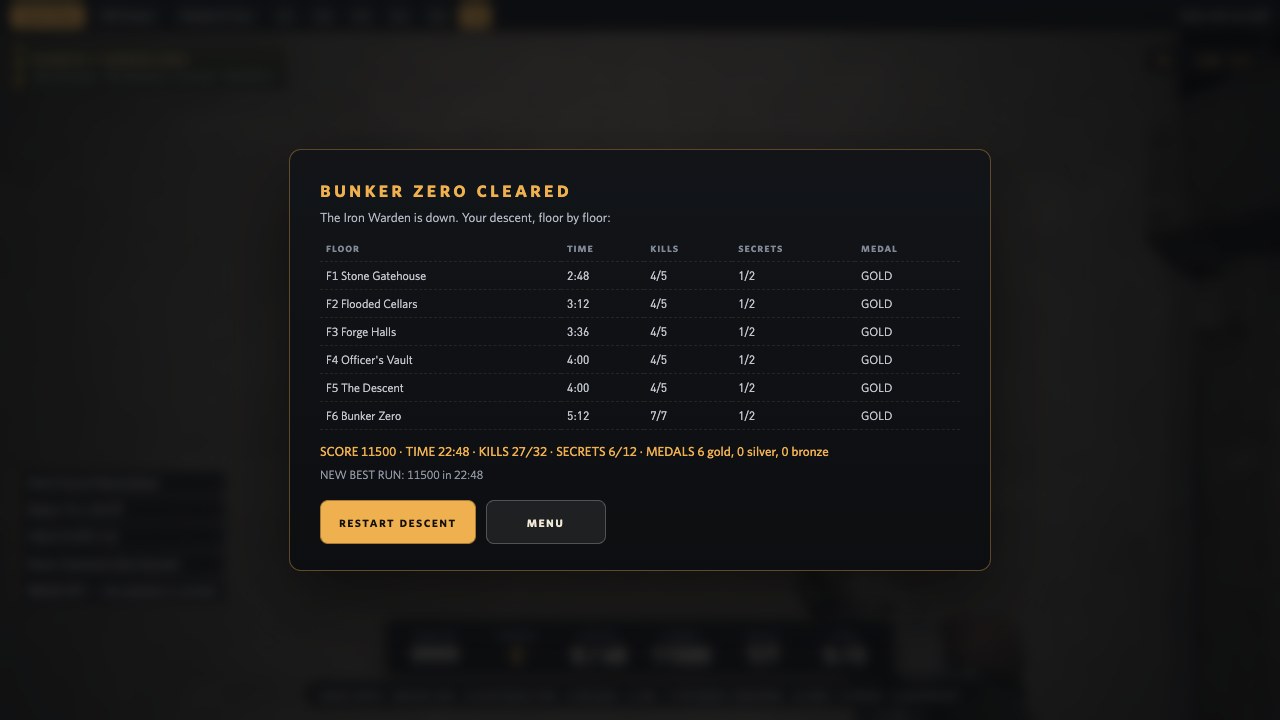 BUNKER ZERO CLEARED
The Iron Warden is down. Your descent, floor by floor:
FLOOR TIME KILLS SECRETS MEDAL
F1 Stone Gatehouse 2:48 4/5 1/2 GOLD
F2 Flooded Cellars 3:12 4/5 1/2 GOLD
F3 Forge Halls 3:36 4/5 1/2 GOLD
F4 Officer's Vault 4:00 4/5 1/2 GOLD
F5 The Descent 4:00 4/5 1/2 GOLD
F6 Bunker Zero 5:12 7/7 1/2 GOLD
SCORE 11500 · TIME 22:48 · KILLS 27/32 · SECRETS 6/12 · MEDALS 6 gold, 0 silver, 0 bronze
NEW BEST RUN: 11500 in 22:48
RESTART DESCENT MENU